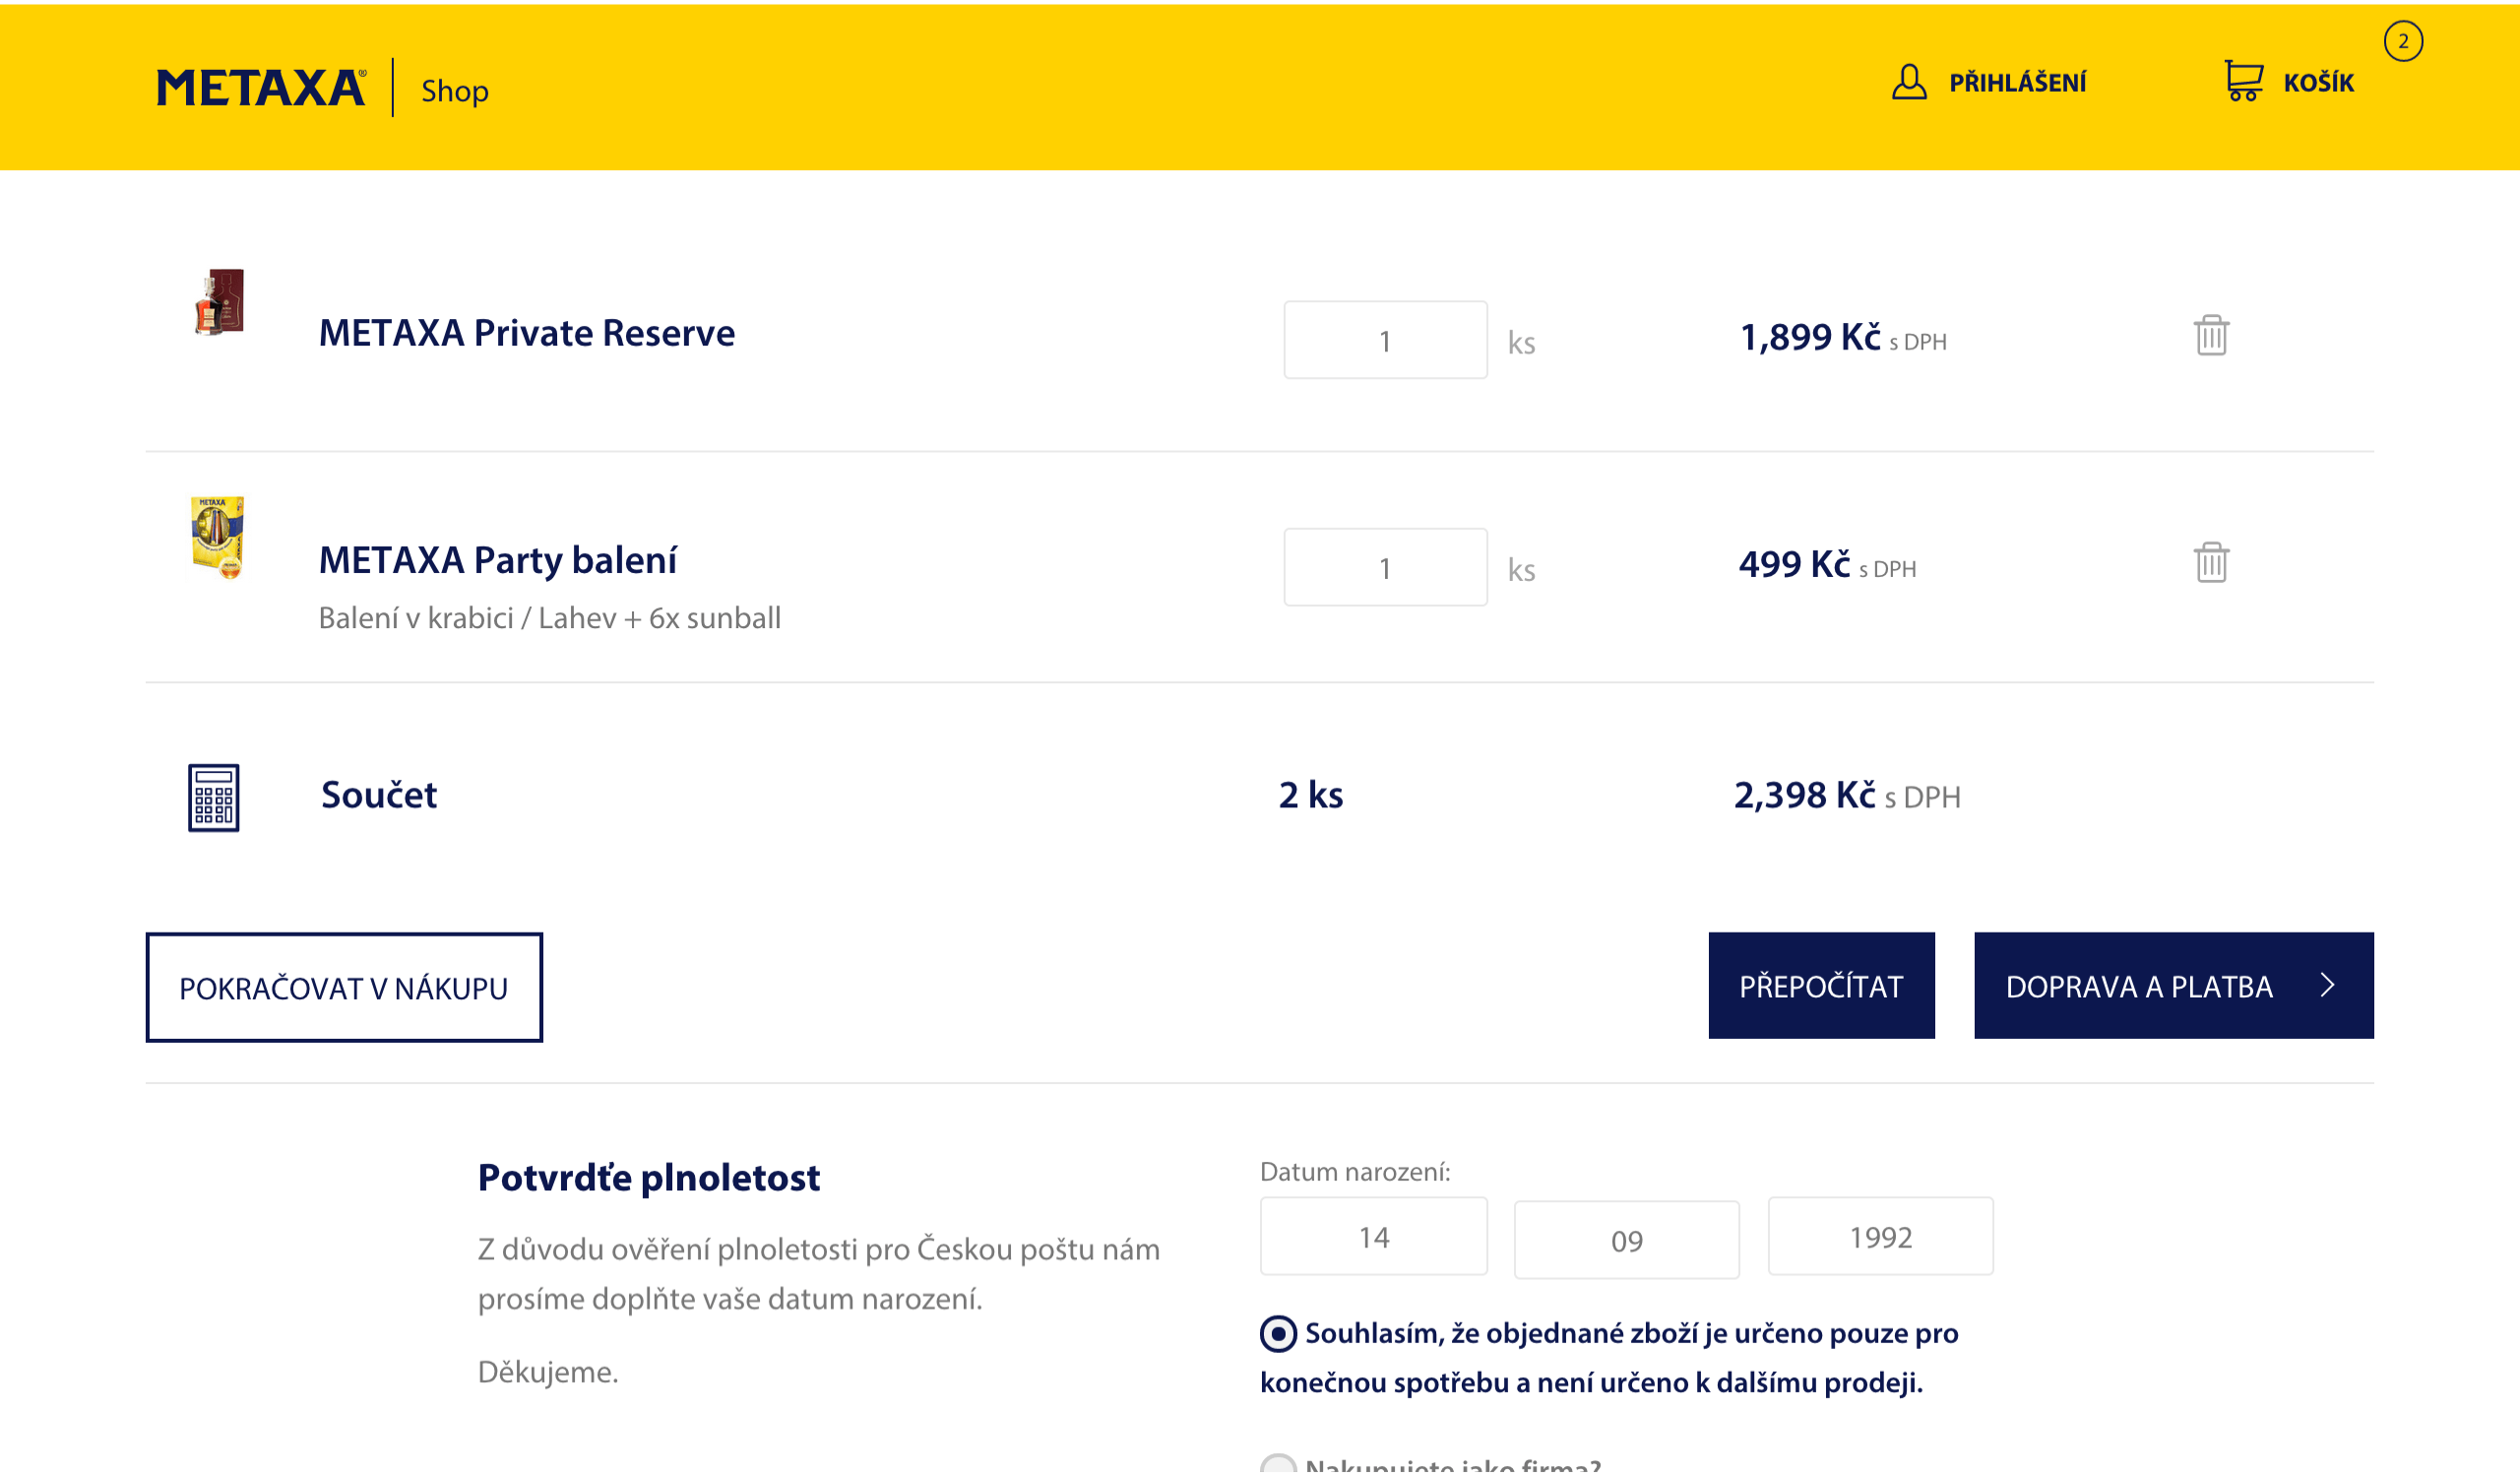 METAXA® Shop
PŘIHLÁŠENÍ
KOŠÍK
2
METAXA Private Reserve
1 ks
1,899 Kč s DPH
METAXA
METAXA Party balení
Balení v krabici / Lahev + 6x sunball
1 ks
499 Kč s DPH
Součet
2 ks
2,398 Kč s DPH
POKRAČOVAT V NÁKUPU
PŘEPOČÍTAT
DOPRAVA A PLATBA
Potvrďte plnoletost
Z důvodu ověření plnoletosti pro Českou poštu nám
prosíme doplňte vaše datum narození.
Děkujeme.
Datum narození:
14
09
1992
Souhlasím, že objednané zboží je určeno pouze pro
konečnou spotřebu a není určeno k dalšímu prodeji.
Nakupujete jako firma?